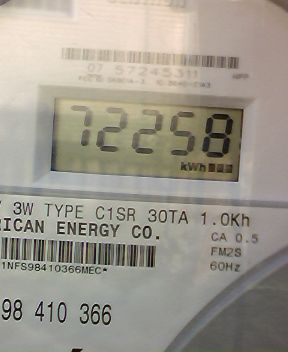 07 57245311
72258
kWh
V 3W TYPE C1SR 30TA 1.0Kh
RICAN ENERGY CO.
CA 0.5
FM2S
1NFS98410366MEC*
60Hz
98 410 366